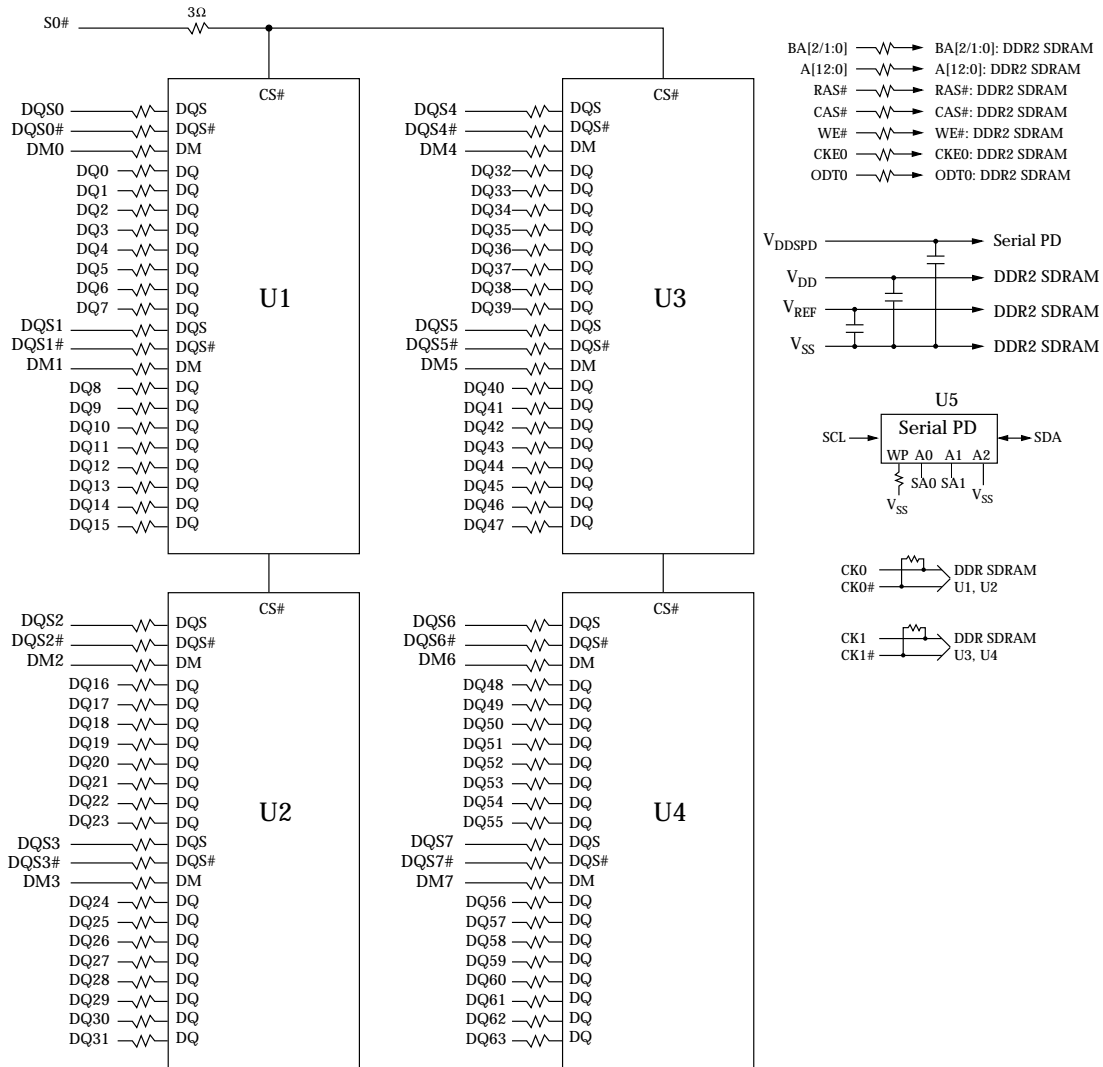 S0#
3Ω
CS#
DQS0 DQS
DQS0# DQS#
DM0 DM
DQ0 DQ
DQ1 DQ
DQ2 DQ
DQ3 DQ
DQ4 DQ
DQ5 DQ
DQ6 DQ
DQ7 DQ
DQS1 DQS
DQS1# DQS#
DM1 DM
DQ8 DQ
DQ9 DQ
DQ10 DQ
DQ11 DQ
DQ12 DQ
DQ13 DQ
DQ14 DQ
DQ15 DQ
U1
CS#
DQS4 DQS
DQS4# DQS#
DM4 DM
DQ32 DQ
DQ33 DQ
DQ34 DQ
DQ35 DQ
DQ36 DQ
DQ37 DQ
DQ38 DQ
DQ39 DQ
DQS5 DQS
DQS5# DQS#
DM5 DM
DQ40 DQ
DQ41 DQ
DQ42 DQ
DQ43 DQ
DQ44 DQ
DQ45 DQ
DQ46 DQ
DQ47 DQ
U3
CS#
DQS2 DQS
DQS2# DQS#
DM2 DM
DQ16 DQ
DQ17 DQ
DQ18 DQ
DQ19 DQ
DQ20 DQ
DQ21 DQ
DQ22 DQ
DQ23 DQ
DQS3 DQS
DQS3# DQS#
DM3 DM
DQ24 DQ
DQ25 DQ
DQ26 DQ
DQ27 DQ
DQ28 DQ
DQ29 DQ
DQ30 DQ
DQ31 DQ
U2
CS#
DQS6 DQS
DQS6# DQS#
DM6 DM
DQ48 DQ
DQ49 DQ
DQ50 DQ
DQ51 DQ
DQ52 DQ
DQ53 DQ
DQ54 DQ
DQ55 DQ
DQS7 DQS
DQS7# DQS#
DM7 DM
DQ56 DQ
DQ57 DQ
DQ58 DQ
DQ59 DQ
DQ60 DQ
DQ61 DQ
DQ62 DQ
DQ63 DQ
U4
BA[2/1:0] BA[2/1:0]: DDR2 SDRAM
A[12:0] A[12:0]: DDR2 SDRAM
RAS# RAS#: DDR2 SDRAM
CAS# CAS#: DDR2 SDRAM
WE# WE#: DDR2 SDRAM
CKE0 CKE0: DDR2 SDRAM
ODT0 ODT0: DDR2 SDRAM
VDDSPD Serial PD
VDD DDR2 SDRAM
VREF DDR2 SDRAM
VSS DDR2 SDRAM
U5
Serial PD
SCL SDA
WP A0 A1 A2
SA0 SA1
VSS VSS
CK0 DDR SDRAM
CK0# U1, U2
CK1 DDR SDRAM
CK1# U3, U4